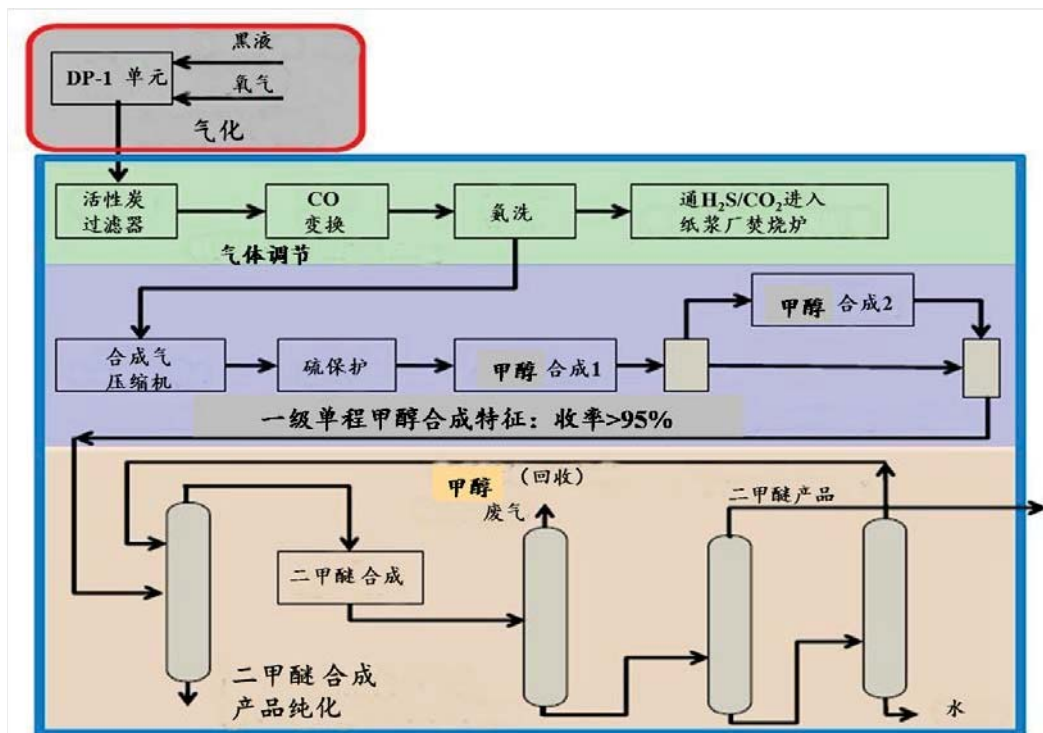 黑液
DP-1 单元
氧气
气化
活性炭
过滤器
CO
变换
氨洗
通H₂S/CO₂进入
纸浆厂焚烧炉
气体调节
甲醇 合成2
合成气
压缩机
硫保护
甲醇 合成1
一级单程甲醇合成特征：收率>95%
甲醇 （回收）
废气
二甲醚产品
二甲醚 合成
二甲醚 合成
产品纯化
水